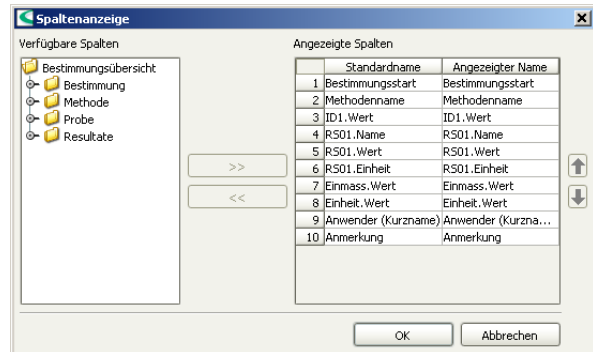 Spaltenanzeige
Verfügbare Spalten
Bestimmungsübersicht
Bestimmung
Methode
Probe
Resultate
>>
<<
Angezeigte Spalten
Standardname Angezeigter Name
1 Bestimmungsstart Bestimmungsstart
2 Methodenname Methodenname
3 ID1.Wert ID1.Wert
4 RS01.Name RS01.Name
5 RS01.Wert RS01.Wert
6 RS01.Einheit RS01.Einheit
7 Einmass.Wert Einmass.Wert
8 Einheit.Wert Einheit.Wert
9 Anwender (Kurzname) Anwender (Kurzna...
10 Anmerkung Anmerkung
OK Abbrechen